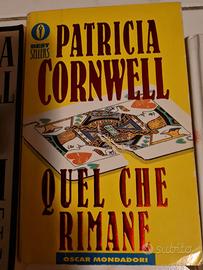 BEST
SELLERS
PATRICIA
CORNWELL
QUEL CHE
RIMANE
OSCAR MONDADORI
subito